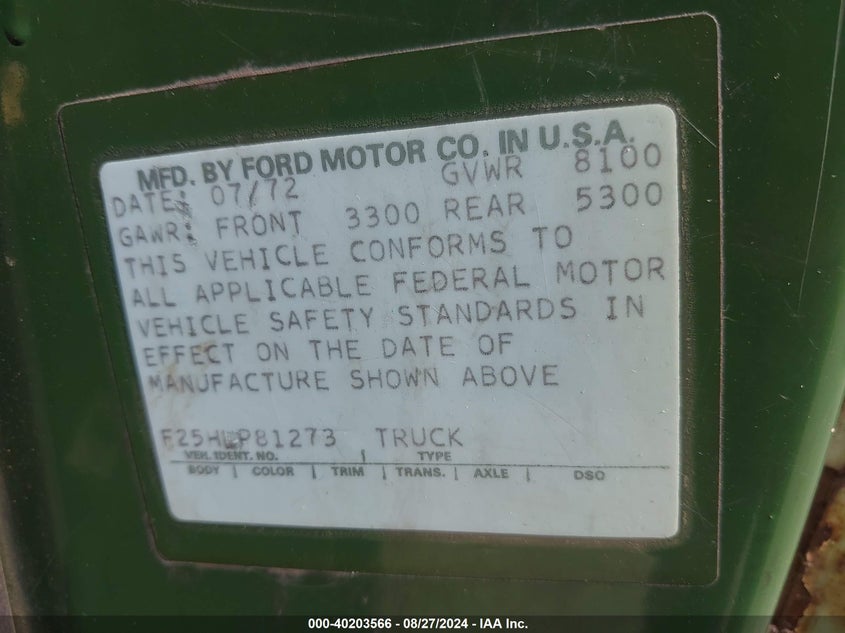 MFD. BY FORD MOTOR CO. IN U.S.A.
DATE: 07/72 GVWR 8100
GAWR: FRONT 3300 REAR 5300
THIS VEHICLE CONFORMS TO
ALL APPLICABLE FEDERAL MOTOR
VEHICLE SAFETY STANDARDS IN
EFFECT ON THE DATE OF
MANUFACTURE SHOWN ABOVE
F25HLP81273 TRUCK
VEH. IDENT. NO. | TYPE
BODY | COLOR | TRIM | TRANS. | AXLE | DSO
000-40203566 - 08/27/2024 - IAA Inc.